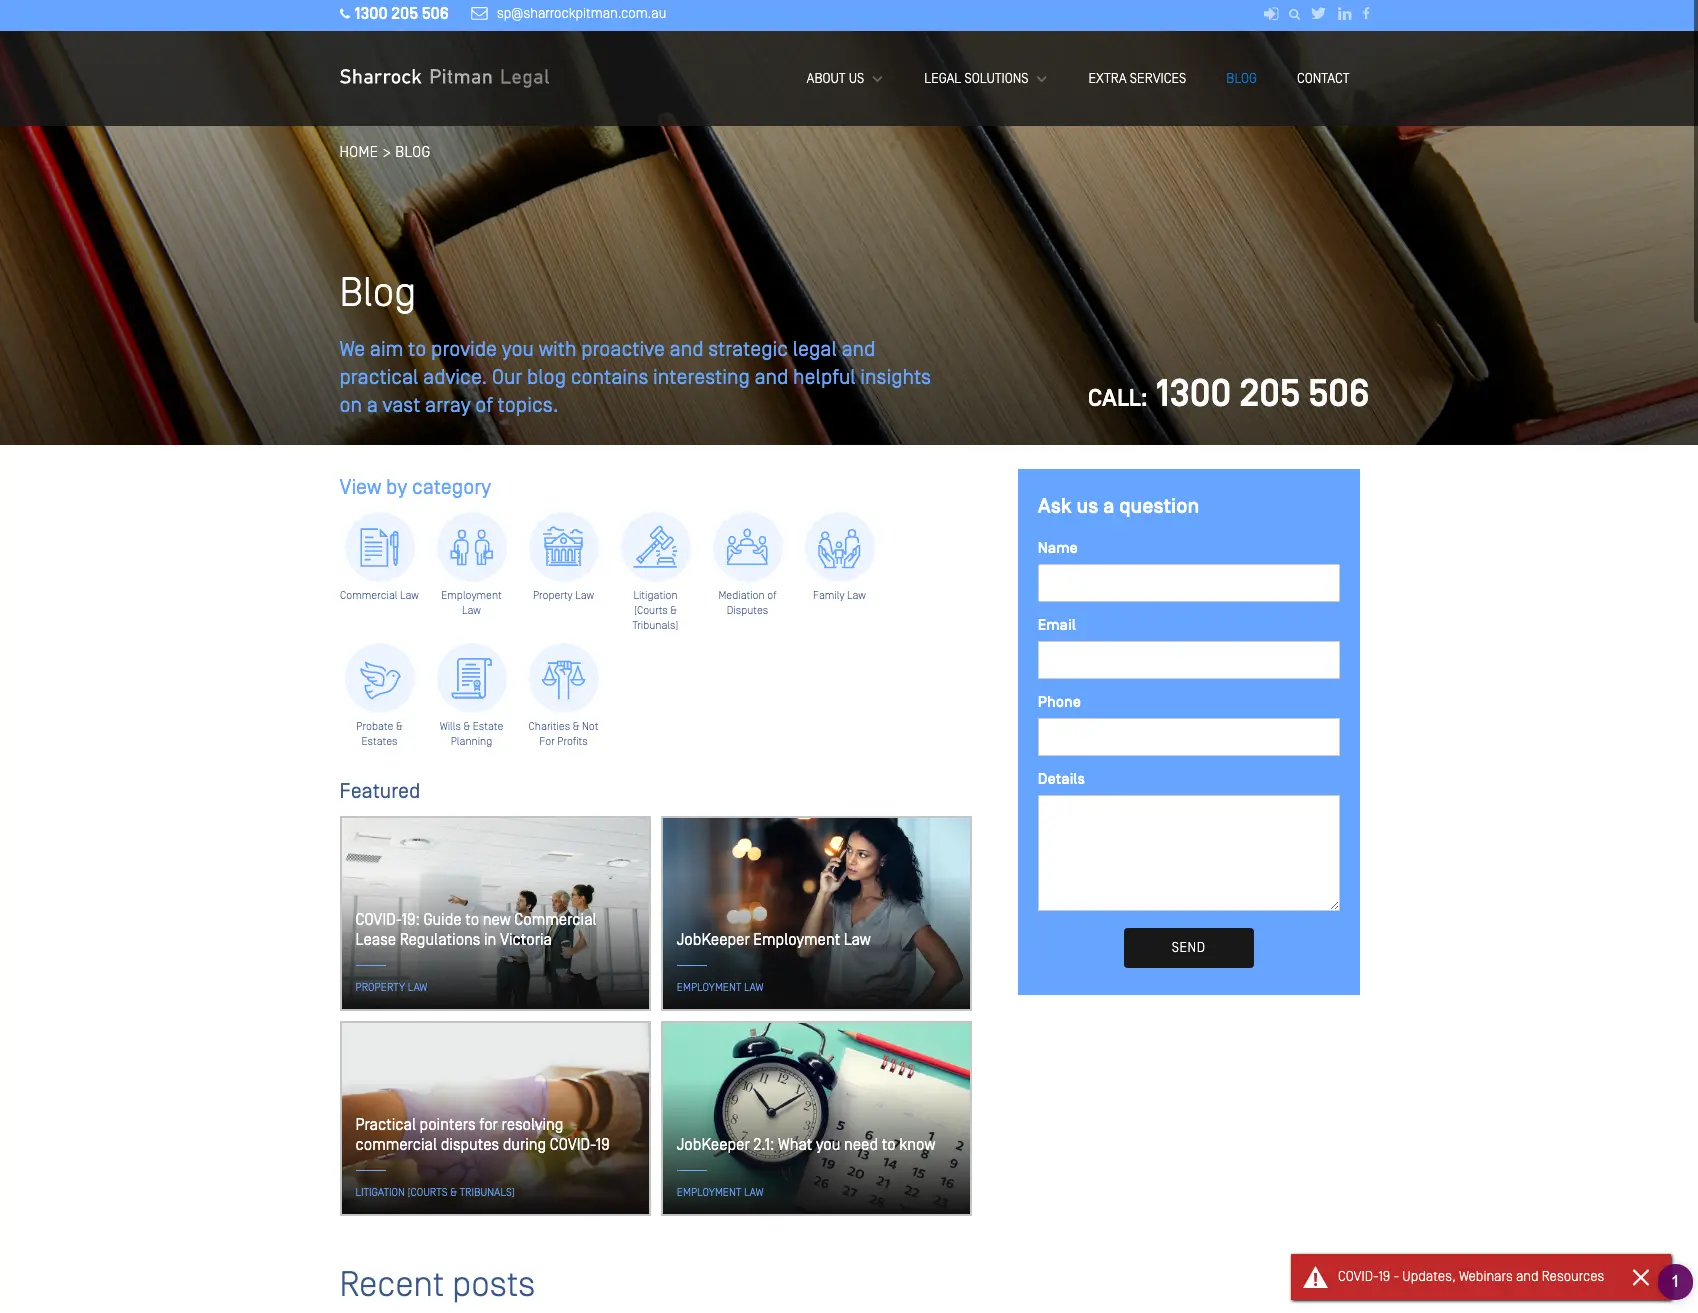 1300 205 506 sp@sharrockpitman.com.au
Sharrock Pitman Legal
ABOUT US LEGAL SOLUTIONS EXTRA SERVICES BLOG CONTACT
HOME > BLOG
Blog
We aim to provide you with proactive and strategic legal and
practical advice. Our blog contains interesting and helpful insights
on a vast array of topics.
CALL: 1300 205 506
View by category
Commercial Law
Employment
Law
Property Law
Litigation
[Courts &
Tribunals]
Mediation of
Disputes
Family Law
Probate &
Estates
Wills & Estate
Planning
Charities & Not
For Profits
Ask us a question
Name
Email
Phone
Details
SEND
Featured
COVID-19: Guide to new Commercial
Lease Regulations in Victoria
PROPERTY LAW
JobKeeper Employment Law
EMPLOYMENT LAW
Practical pointers for resolving
commercial disputes during COVID-19
LITIGATION [COURTS & TRIBUNALS]
JobKeeper 2.1: What you need to know
EMPLOYMENT LAW
Recent posts
COVID-19 - Updates, Webinars and Resources
1